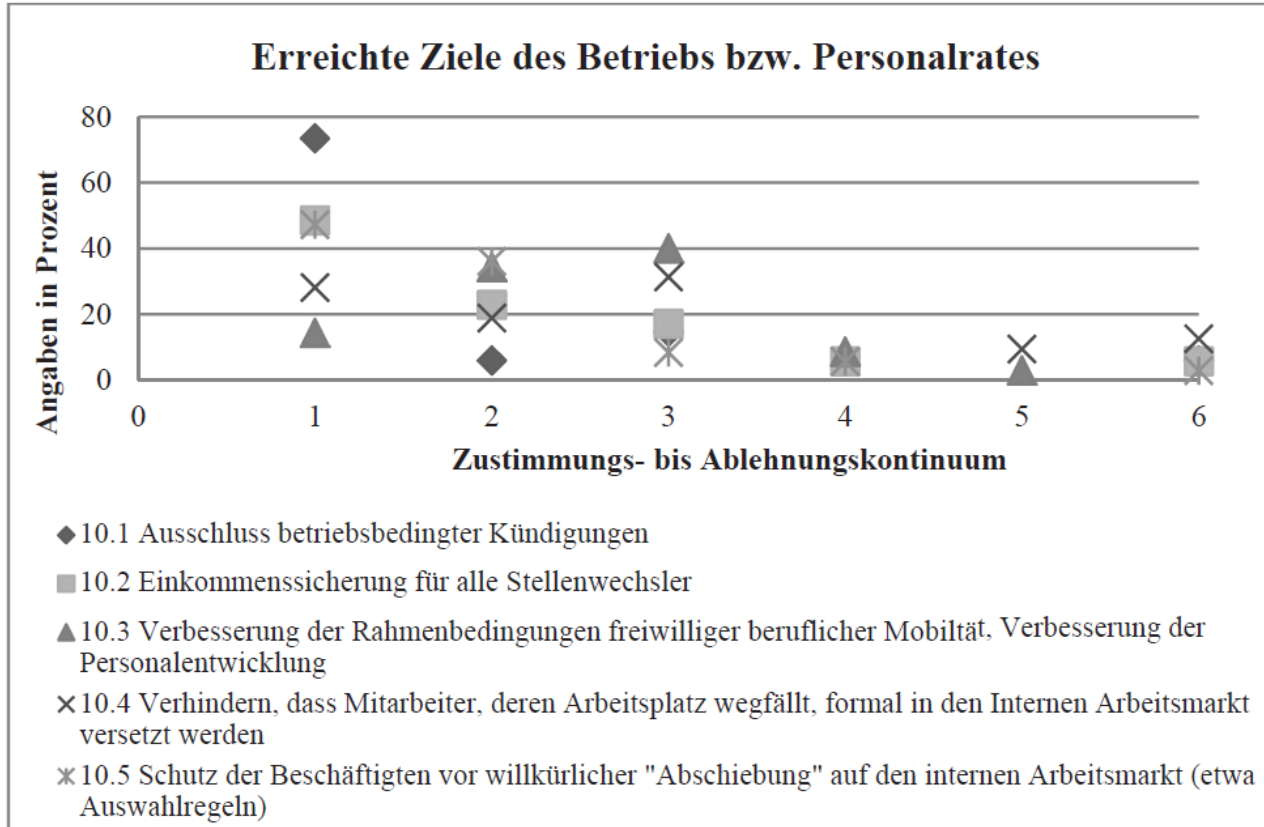 Erreichte Ziele des Betriebs bzw. Personalrates
Angaben in Prozent
80
60
40
20
0
0 1 2 3 4 5 6
Zustimmungs- bis Ablehnungskontinuum
10.1 Ausschluss betriebsbedingter Kündigungen
10.2 Einkommenssicherung für alle Stellenwechsler
10.3 Verbesserung der Rahmenbedingungen freiwilliger beruflicher Mobiltät, Verbesserung der
Personalentwicklung
10.4 Verhindern, dass Mitarbeiter, deren Arbeitsplatz wegfällt, formal in den Internen Arbeitsmarkt
versetzt werden
10.5 Schutz der Beschäftigten vor willkürlicher "Abschiebung" auf den internen Arbeitsmarkt (etwa
Auswahlregeln)